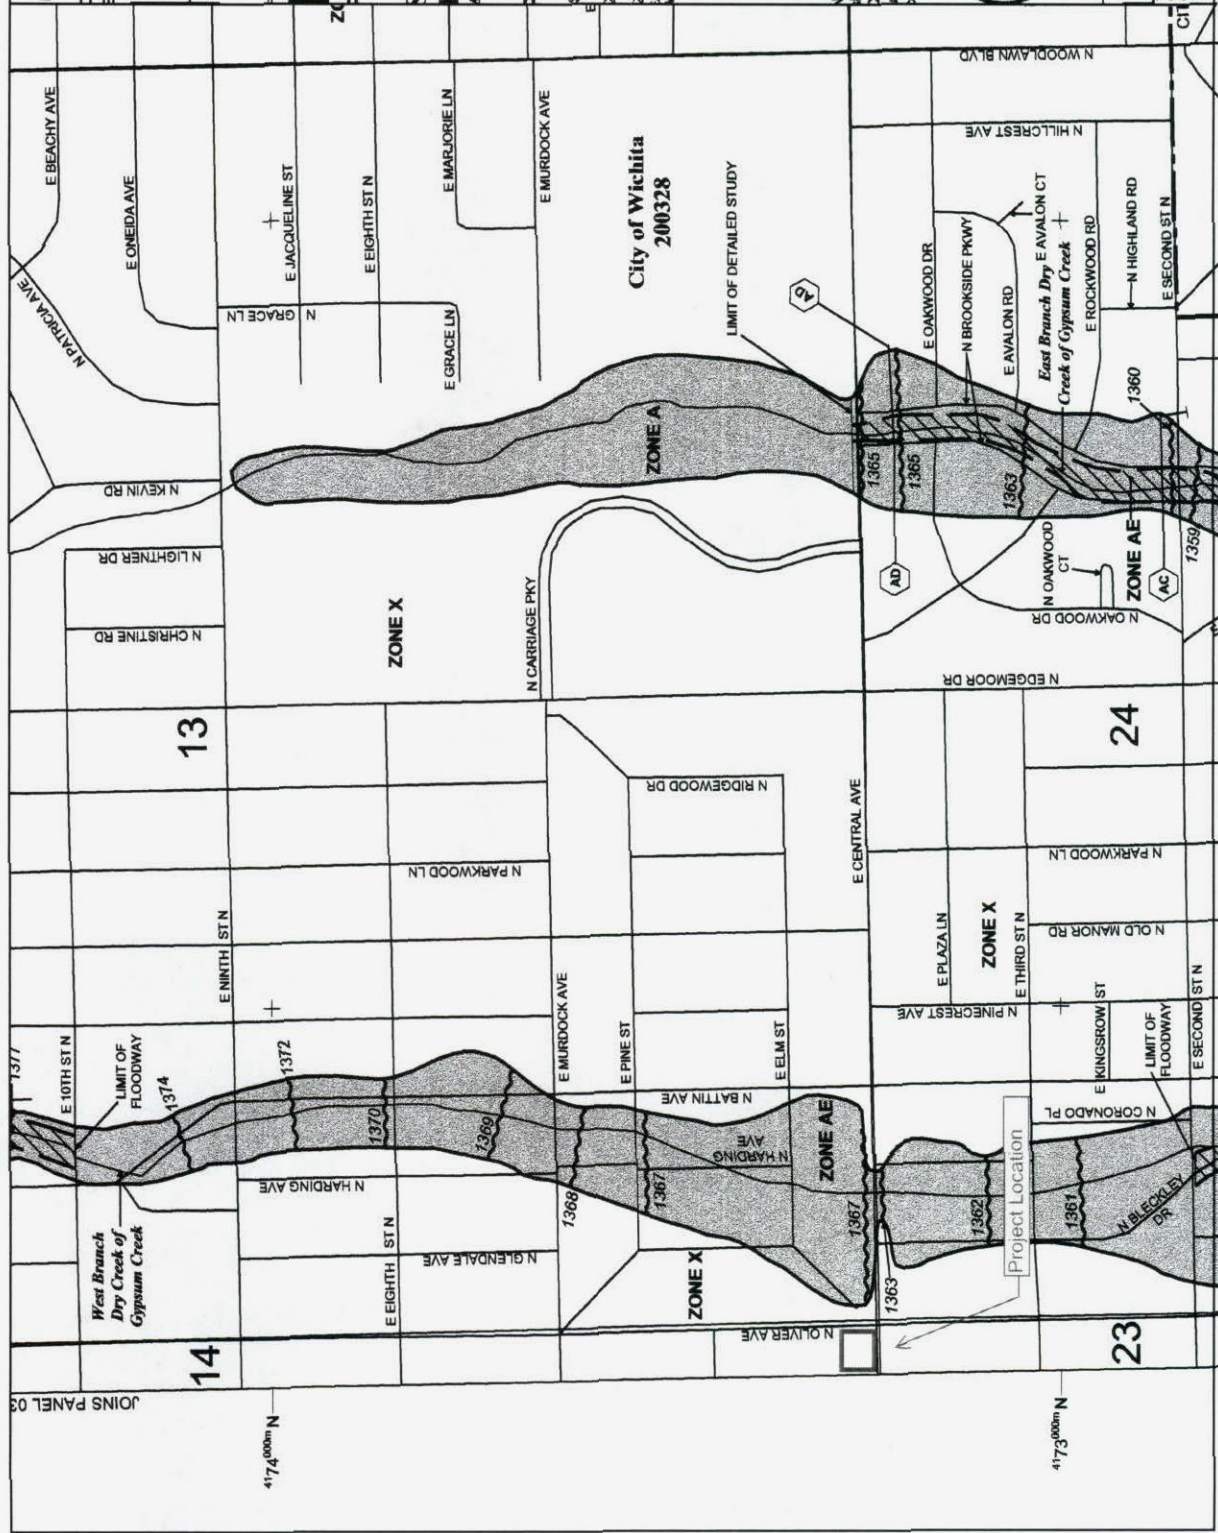 E BEACHY AVE
E ONEIDA AVE
N PATRICIA AVE
E JACQUELINE ST
E EIGHTH ST N
E MARJORIE LN
E MURDOCK AVE
N GRACE LN
E GRACE LN
City of Wichita
200328
LIMIT OF DETAILED STUDY
AD
N WOODLAWN BLVD
N HILLCREST AVE
E OAKWOOD DR
N BROOKSIDE PKWY
E AVALON RD
E AVALON CT
East Branch Dry
Creek of Gypsum Creek
E ROCKWOOD RD
N HIGHLAND RD
E SECOND ST N
1360
N KEVIN RD
N LIGHTNER DR
N CHRISTINE RD
ZONE X
ZONE A
N CARRIAGE PKY
1365
1365
1363
AD
N OAKWOOD
CT
ZONE AE
AC
1359
N OAKWOOD DR
N EDGEMOOR DR
13
24
N RIDGEWOOD DR
N PARKWOOD LN
E CENTRAL AVE
N PARKWOOD LN
E PLAZA LN
ZONE X
E THIRD ST N
N OLD MANOR RD
N PINECREST AVE
E KINGSROW ST
LIMIT OF
FLOODWAY
E SECOND ST N
1377
E 10TH ST N
LIMIT OF
FLOODWAY
1374
E NINTH ST N
1372
1370
1369
E MURDOCK AVE
E PINE ST
E ELM ST
N BATTIN AVE
1368
1367
N HARDING
AVE
ZONE AE
1367
N CORONADO PL
1362
1361
N BLECKLEY
DR
1363
Project Location
West Branch
Dry Creek of
Gypsum Creek
N HARDING AVE
N GLENDALE AVE
E EIGHTH ST N
ZONE X
N OLIVER AVE
14
23
JOINS PANEL 03
4174000m N
4173000m N